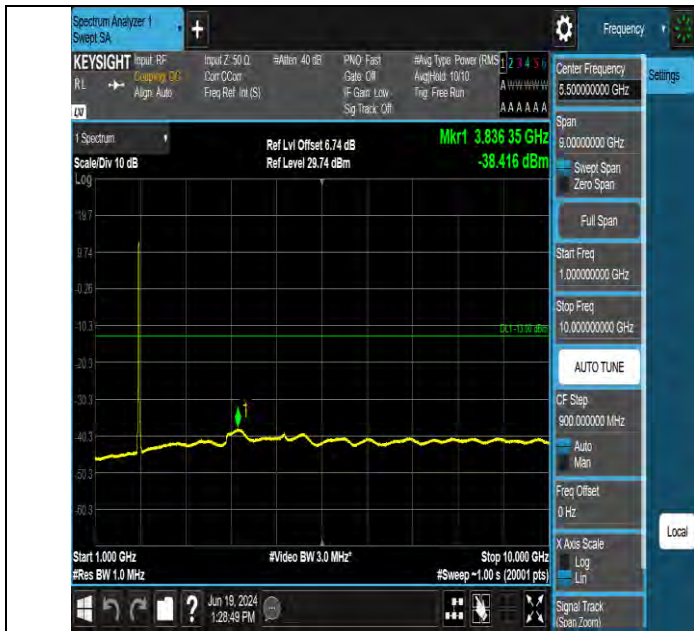 Spectrum Analyzer 1
Swept SA
Frequency
KEYSIGHT
RL
Input: RF
Coupling: DC
Align: Auto
Input Z: 50 Ω
Corr CCorr
Freq Ref: Int (S)
#Atten: 40 dB
PNO: Fast
Gate: Off
IF Gain: Low
Sig Track: Off
#Avg Type: Power (RMS
Avg|Hold: 10/10
Trig: Free Run
1 2 3 4 5 6
A W W W W W
A A A A A A
1 Spectrum
Scale/Div 10 dB
Log
Ref Lvl Offset 6.74 dB
Ref Level 29.74 dBm
Mkr1 3.836 35 GHz
-38.416 dBm
19.7
9.74
-0.26
-10.3
DL1 -13.00 dBm
-20.3
-30.3
1
-40.3
-50.3
-60.3
Start 1.000 GHz
#Video BW 3.0 MHz*
Stop 10.000 GHz
#Res BW 1.0 MHz
#Sweep ~1.00 s (20001 pts)
Jun 19, 2024
1:28:49 PM
Center Frequency
5.500000000 GHz
Settings
Span
9.00000000 GHz
Swept Span
Zero Span
Full Span
Start Freq
1.000000000 GHz
Stop Freq
10.000000000 GHz
AUTO TUNE
CF Step
900.000000 MHz
Auto
Man
Freq Offset
0 Hz
Local
X Axis Scale
Log
Lin
Signal Track
(Span Zoom)